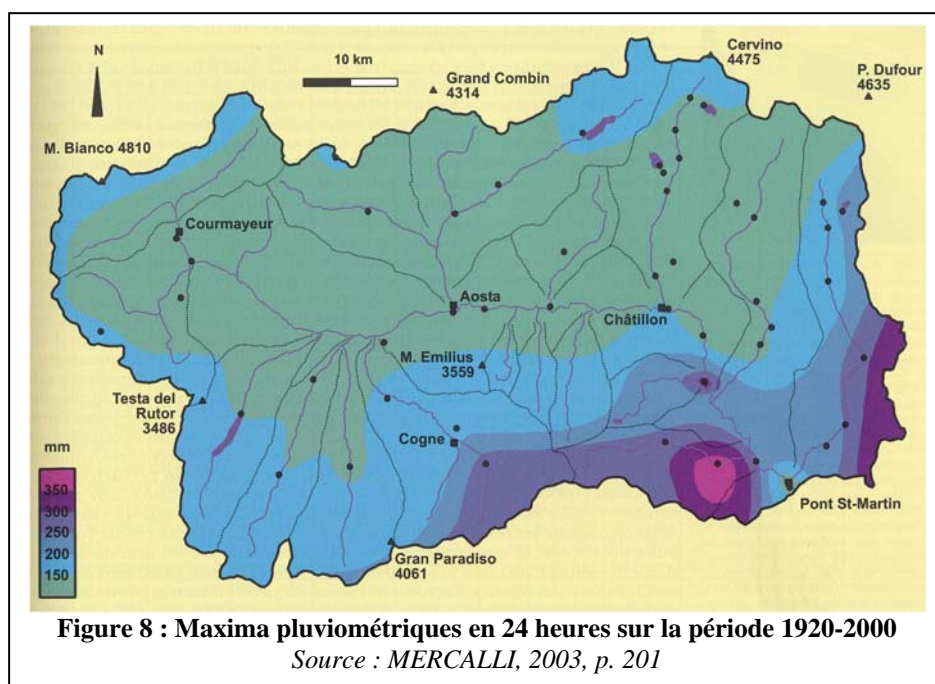 N
10 km
Grand Combin
4314
Cervino
4475
P. Dufour
4635
M. Bianco 4810
Courmayeur
Aosta
Châtillon
M. Emilius
3559
Testa del
Rutor
3486
Cogne
mm
350
300
250
200
150
Pont St-Martin
Gran Paradiso
4061
Figure 8 : Maxima pluviométriques en 24 heures sur la période 1920-2000
Source : MERCALLI, 2003, p. 201